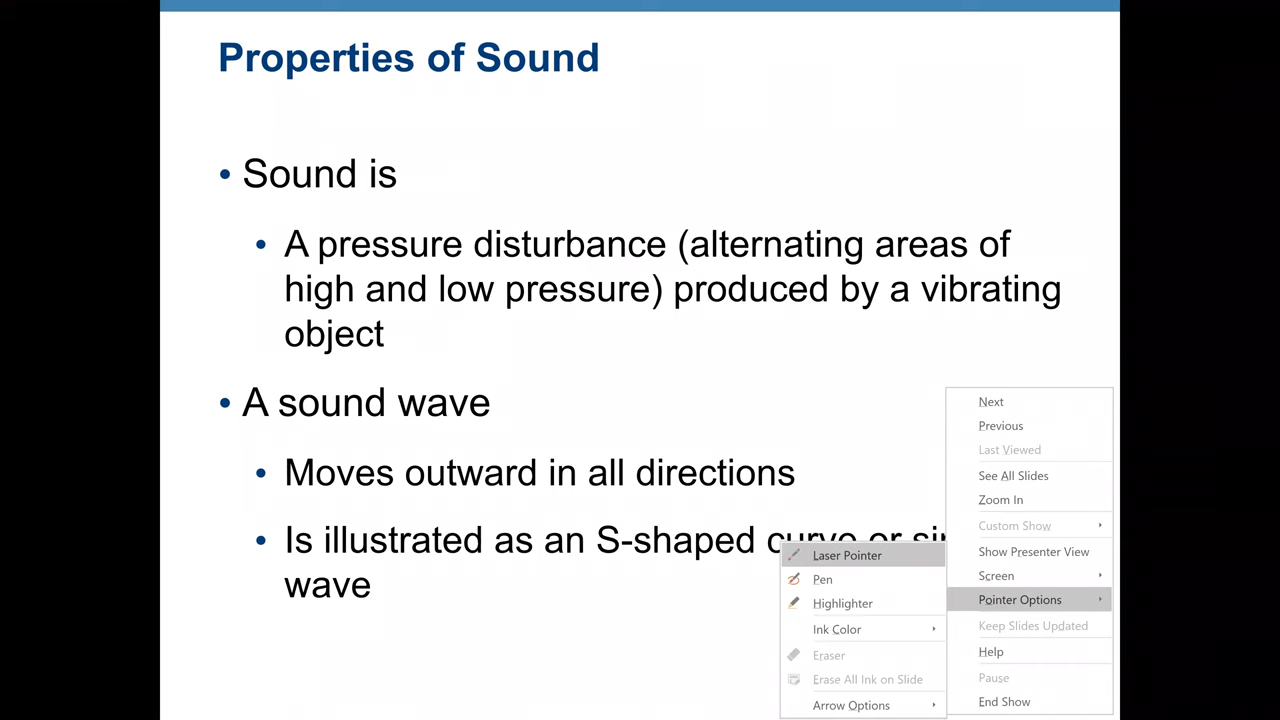 Properties of Sound
• Sound is
• A pressure disturbance (alternating areas of
high and low pressure) produced by a vibrating
object
• A sound wave
• Moves outward in all directions
• Is illustrated as an S-shaped curve or
wave
Next
Previous
Last Viewed
See All Slides
Zoom In
Custom Show
Show Presenter View
Screen
Pointer Options
Keep Slides Updated
Help
Pause
End Show
Laser Pointer
Pen
Highlighter
Ink Color
Eraser
Erase All Ink on Slide
Arrow Options